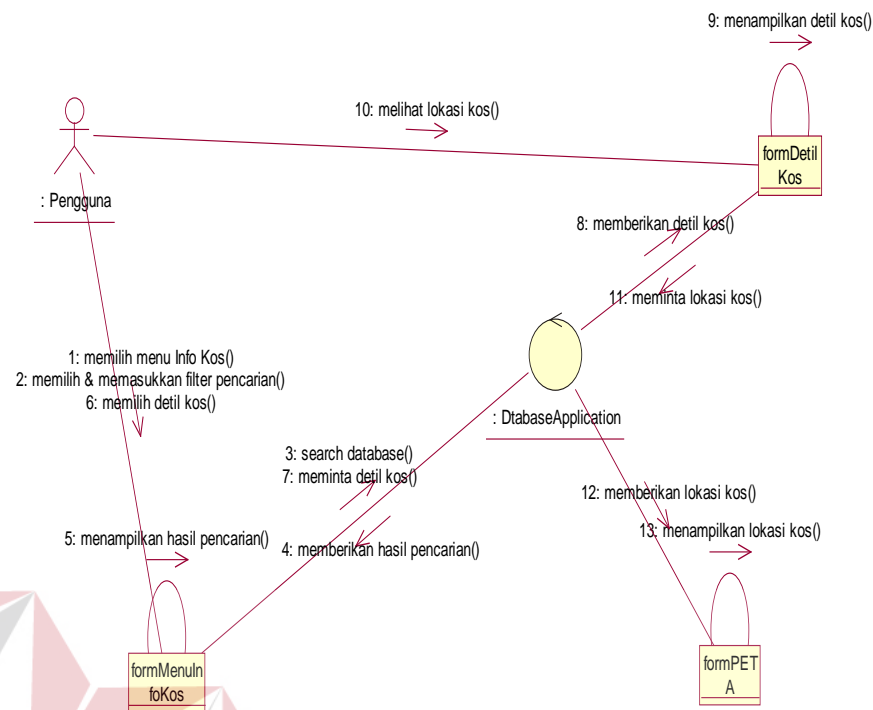 9: menampilkan detil kos()
10: melihat lokasi kos()
formDetil
Kos
: Pengguna
8: memberikan detil kos()
11: meminta lokasi kos()
1: memilih menu Info Kos()
2: memilih & memasukkan filter pencarian()
6: memilih detil kos()
: DtabaseApplication
3: search database()
7: meminta detil kos()
12: memberikan lokasi kos()
13: menampilkan lokasi kos()
5: menampilkan hasil pencarian()
4: memberikan hasil pencarian()
formMenuIn
foKos
formPET
A